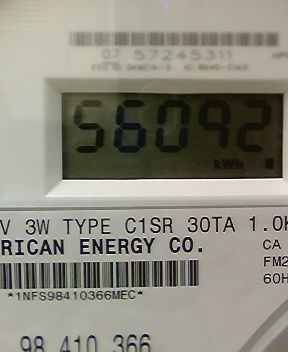 07 57245311
56092
kWh
V 3W TYPE C1SR 30TA 1.0K
RICAN ENERGY CO.
CA
FM2
60H
*1NFS98410366MEC*
98 410 366